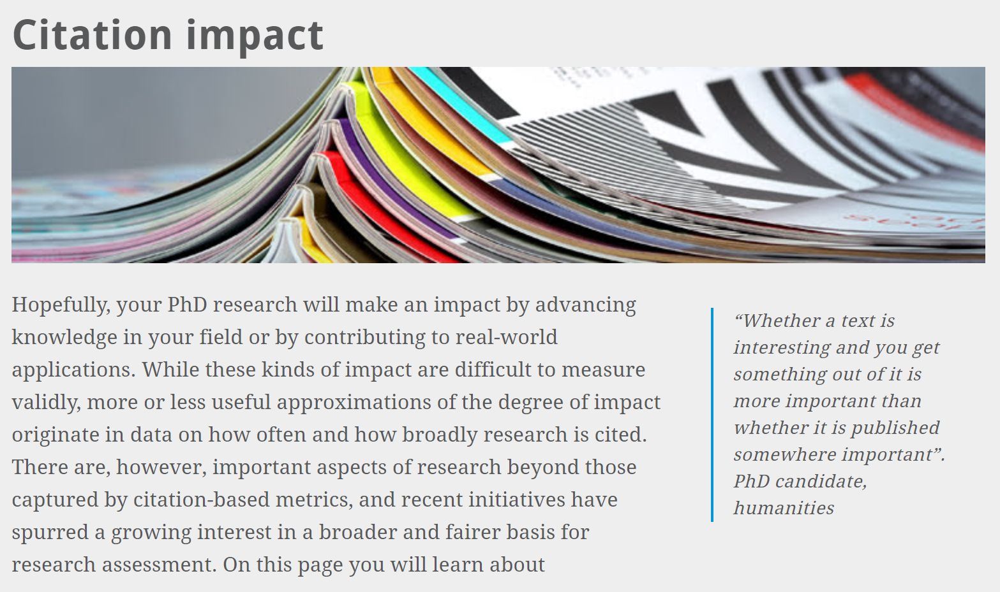 Citation impact
Hopefully, your PhD research will make an impact by advancing
knowledge in your field or by contributing to real-world
applications. While these kinds of impact are difficult to measure
validly, more or less useful approximations of the degree of impact
originate in data on how often and how broadly research is cited.
There are, however, important aspects of research beyond those
captured by citation-based metrics, and recent initiatives have
spurred a growing interest in a broader and fairer basis for
research assessment. On this page you will learn about
“Whether a text is
interesting and you get
something out of it is
more important than
whether it is published
somewhere important”.
PhD candidate,
humanities